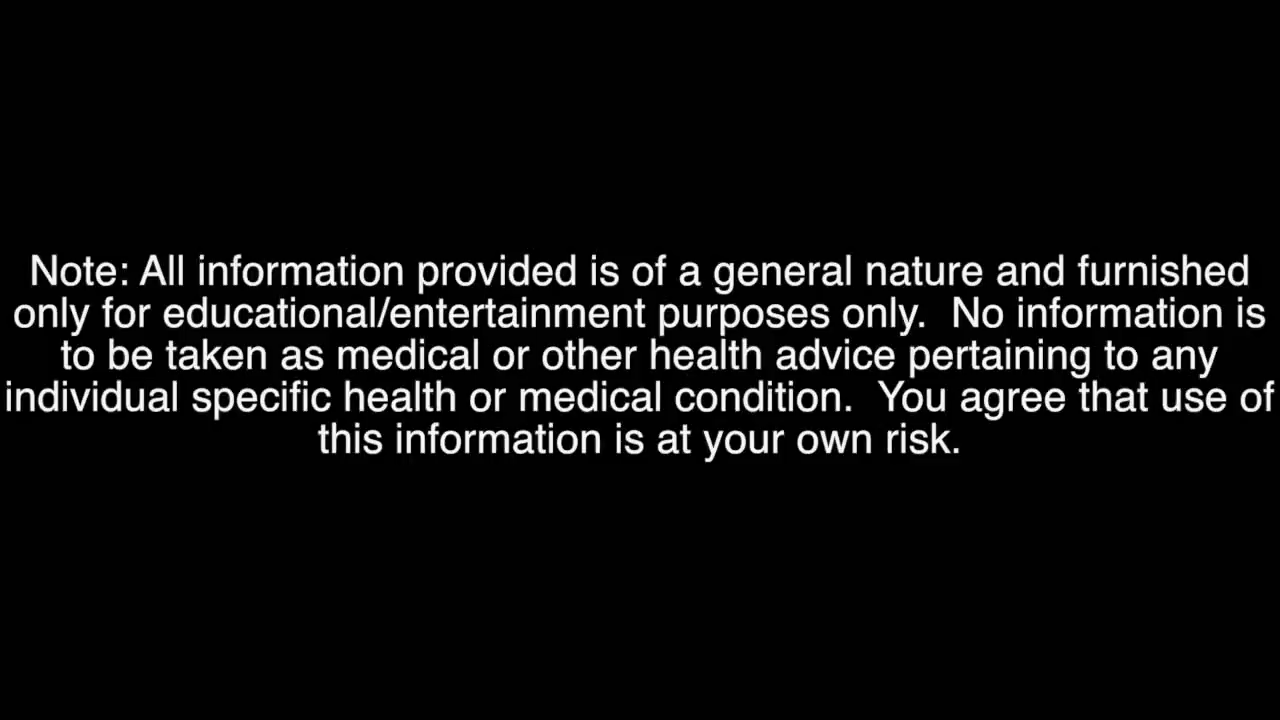 Note: All information provided is of a general nature and furnished
only for educational/entertainment purposes only.  No information is
to be taken as medical or other health advice pertaining to any
individual specific health or medical condition.  You agree that use of
this information is at your own risk.